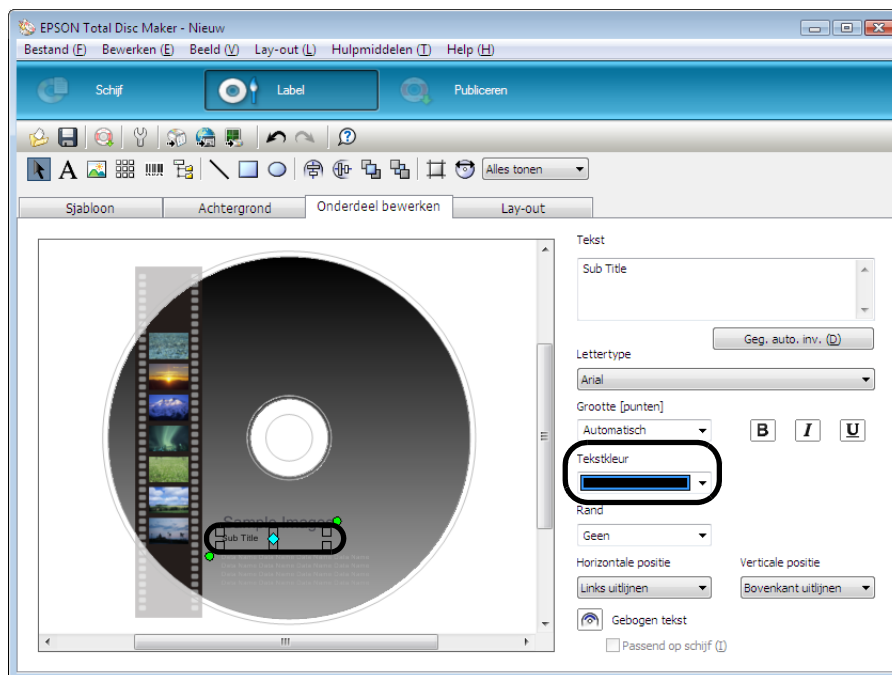 EPSON Total Disc Maker - Nieuw
Bestand (F) Bewerken (E) Beeld (V) Lay-out (L) Hulpmiddelen (T) Help (H)
Schijf Label Publiceren
Alles tonen
Sjabloon Achtergrond Onderdeel bewerken Lay-out
Tekst
Sub Title
Geg. auto. inv. (D)
Lettertype
Arial
Grootte [punten]
Automatisch B I U
Tekstkleur
Rand
Geen
Horizontale positie Verticale positie
Links uitlijnen Bovenkant uitlijnen
Gebogen tekst
Passend op schijf (I)
Sample Images
Sub Title